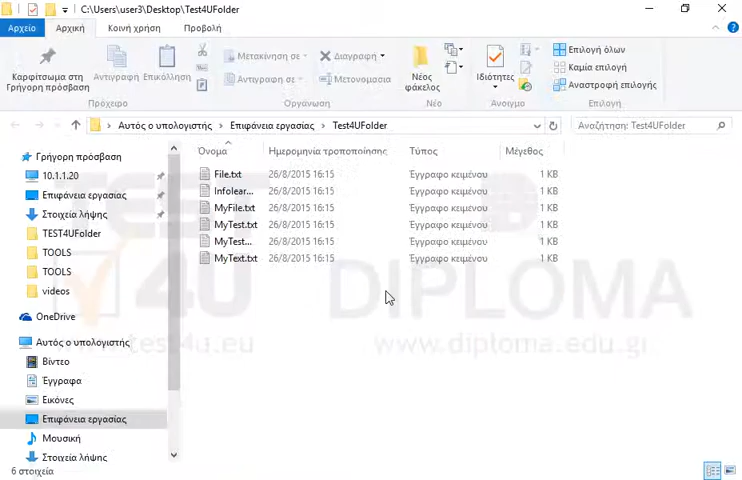 C:\Users\user3\Desktop\Test4UFolder
Αρχείο Αρχική Κοινή χρήση Προβολή
Καρφίτσωμα στη Γρήγορη πρόσβαση
Αντιγραφή
Επικόλληση
Μετακίνηση σε
Αντιγραφη σε
Διαγραφή
Μετονομασια
Νέος φάκελος
Ιδιότητες
Επιλογή όλων
Καμία επιλογή
Αναστροφή επιλογής
Πρόχειρο Οργάνωση Νέο Ανοιγμα Επιλογή
Αυτός ο υπολογιστής > Επιφάνεια εργασίας > Test4UFolder
Αναζήτηση: Test4UFolder
Όνομα Ημερομηνία τροποποίησης Τύπος Μέγεθος
File.txt 26/8/2015 16:15 Έγγραφο κειμένου 1 KB
Infolear... 26/8/2015 16:15 Έγγραφο κειμένου 1 KB
MyFile.txt 26/8/2015 16:15 Έγγραφο κειμένου 1 KB
MyTest.txt 26/8/2015 16:15 Έγγραφο κειμένου 1 KB
MyTest... 26/8/2015 16:15 Έγγραφο κειμένου 1 KB
MyText.txt 26/8/2015 16:15 Έγγραφο κειμένου 1 KB
Γρήγορη πρόσβαση
10.1.1.20
Επιφάνεια εργασίας
Στοιχεία λήψης
TEST4UFolder
TOOLS
TOOLS
videos
OneDrive
Αυτός ο υπολογιστής
Βίντεο
Έγγραφα
Εικόνες
Επιφάνεια εργασίας
Μουσική
Στοιχεία λήψης
6 στοιχεία
TEST
4U
test4u.eu
DIPLOMA
www.diploma.edu.gr